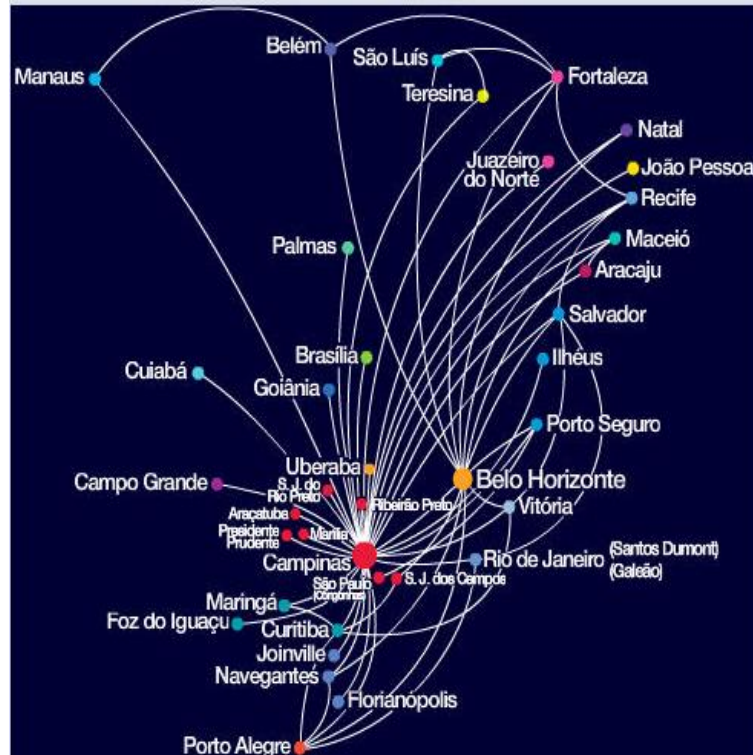 Belém
São Luís
Manaus
Fortaleza
Teresina
Natal
Juazeiro
do Norte
João Pessoa
Recife
Maceió
Palmas
Aracaju
Salvador
Brasília
Ilhéus
Cuiabá
Goiânia
Porto Seguro
Uberaba
Belo Horizonte
Campo Grande
S. J. do
Rio Preto
Ribeirão Preto
Vitória
Araçatuba
Presidente
Prudente
Marília
Campinas
Rio de Janeiro (Santos Dumont)
(Galeão)
São Paulo
(Congonhas)
S. J. dos Campos
Maringá
Foz do Iguaçu
Curitiba
Joinville
Navegantes
Florianópolis
Porto Alegre